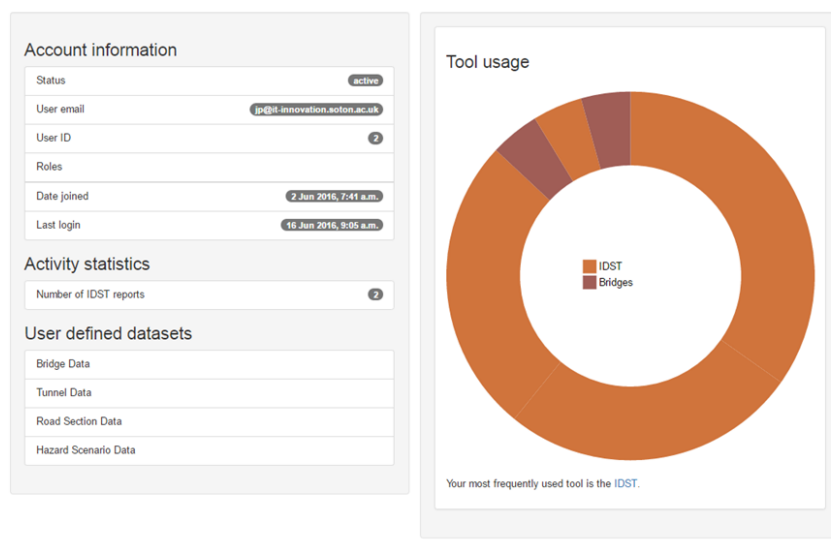 Account information
Status active
User email jp@it-innovation.soton.ac.uk
User ID 2
Roles
Date joined 2 Jun 2016, 7:41 a.m.
Last login 16 Jun 2016, 9:05 a.m.
Activity statistics
Number of IDST reports 2
User defined datasets
Bridge Data
Tunnel Data
Road Section Data
Hazard Scenario Data
Tool usage
IDST
Bridges
Your most frequently used tool is the IDST.